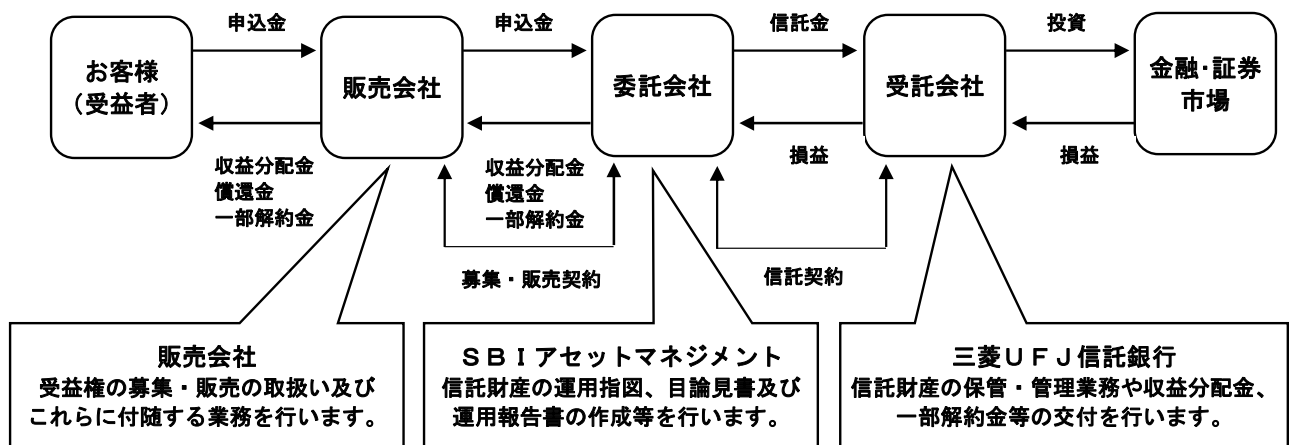 申込金
申込金
信託金
投資
お客様
（受益者）
販売会社
委託会社
受託会社
金融・証券
市場
収益分配金
償還金
一部解約金
収益分配金
償還金
一部解約金
損益
損益
募集・販売契約
信託契約
販売会社
受益権の募集・販売の取扱い及び
これらに付随する業務を行います。
ＳＢＩアセットマネジメント
信託財産の運用指図、目論見書及び
運用報告書の作成等を行います。
三菱ＵＦＪ信託銀行
信託財産の保管・管理業務や収益分配金、
一部解約金等の交付を行います。